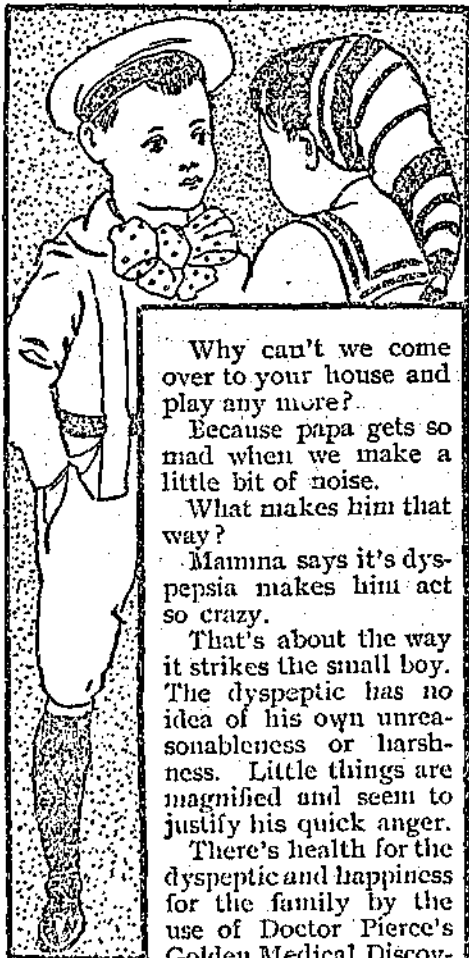 Why can't we come
over to your house and
play any more?
Because papa gets so
mad when we make a
little bit of noise.
What makes him that
way?
Mamma says it's dys-
pepsia makes him act
so crazy.
That's about the way
it strikes the small boy.
The dyspeptic has no
idea of his own unrea-
sonableness or harsh-
ness. Little things are
magnified and seem to
justify his quick anger.
There's health for the
dyspeptic and happiness
for the family by the
use of Doctor Pierce's
Golden Medical Discov-